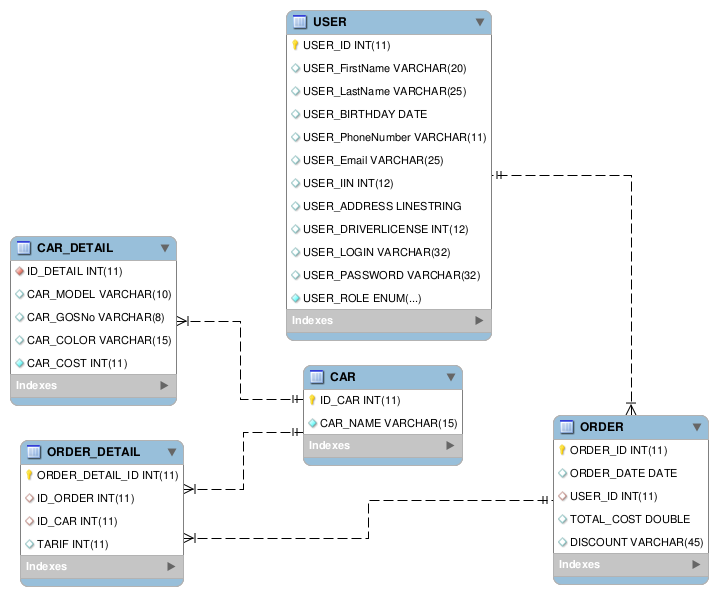 USER
USER_ID INT(11)
USER_FirstName VARCHAR(20)
USER_LastName VARCHAR(25)
USER_BIRTHDAY DATE
USER_PhoneNumber VARCHAR(11)
USER_Email VARCHAR(25)
USER_IIN INT(12)
USER_ADDRESS LINESTRING
USER_DRIVERLICENSE INT(12)
USER_LOGIN VARCHAR(32)
USER_PASSWORD VARCHAR(32)
USER_ROLE ENUM(...)
Indexes
CAR_DETAIL
ID_DETAIL INT(11)
CAR_MODEL VARCHAR(10)
CAR_GOSNo VARCHAR(8)
CAR_COLOR VARCHAR(15)
CAR_COST INT(11)
Indexes
CAR
ID_CAR INT(11)
CAR_NAME VARCHAR(15)
Indexes
ORDER_DETAIL
ORDER_DETAIL_ID INT(11)
ID_ORDER INT(11)
ID_CAR INT(11)
TARIF INT(11)
Indexes
ORDER
ORDER_ID INT(11)
ORDER_DATE DATE
USER_ID INT(11)
TOTAL_COST DOUBLE
DISCOUNT VARCHAR(45)
Indexes